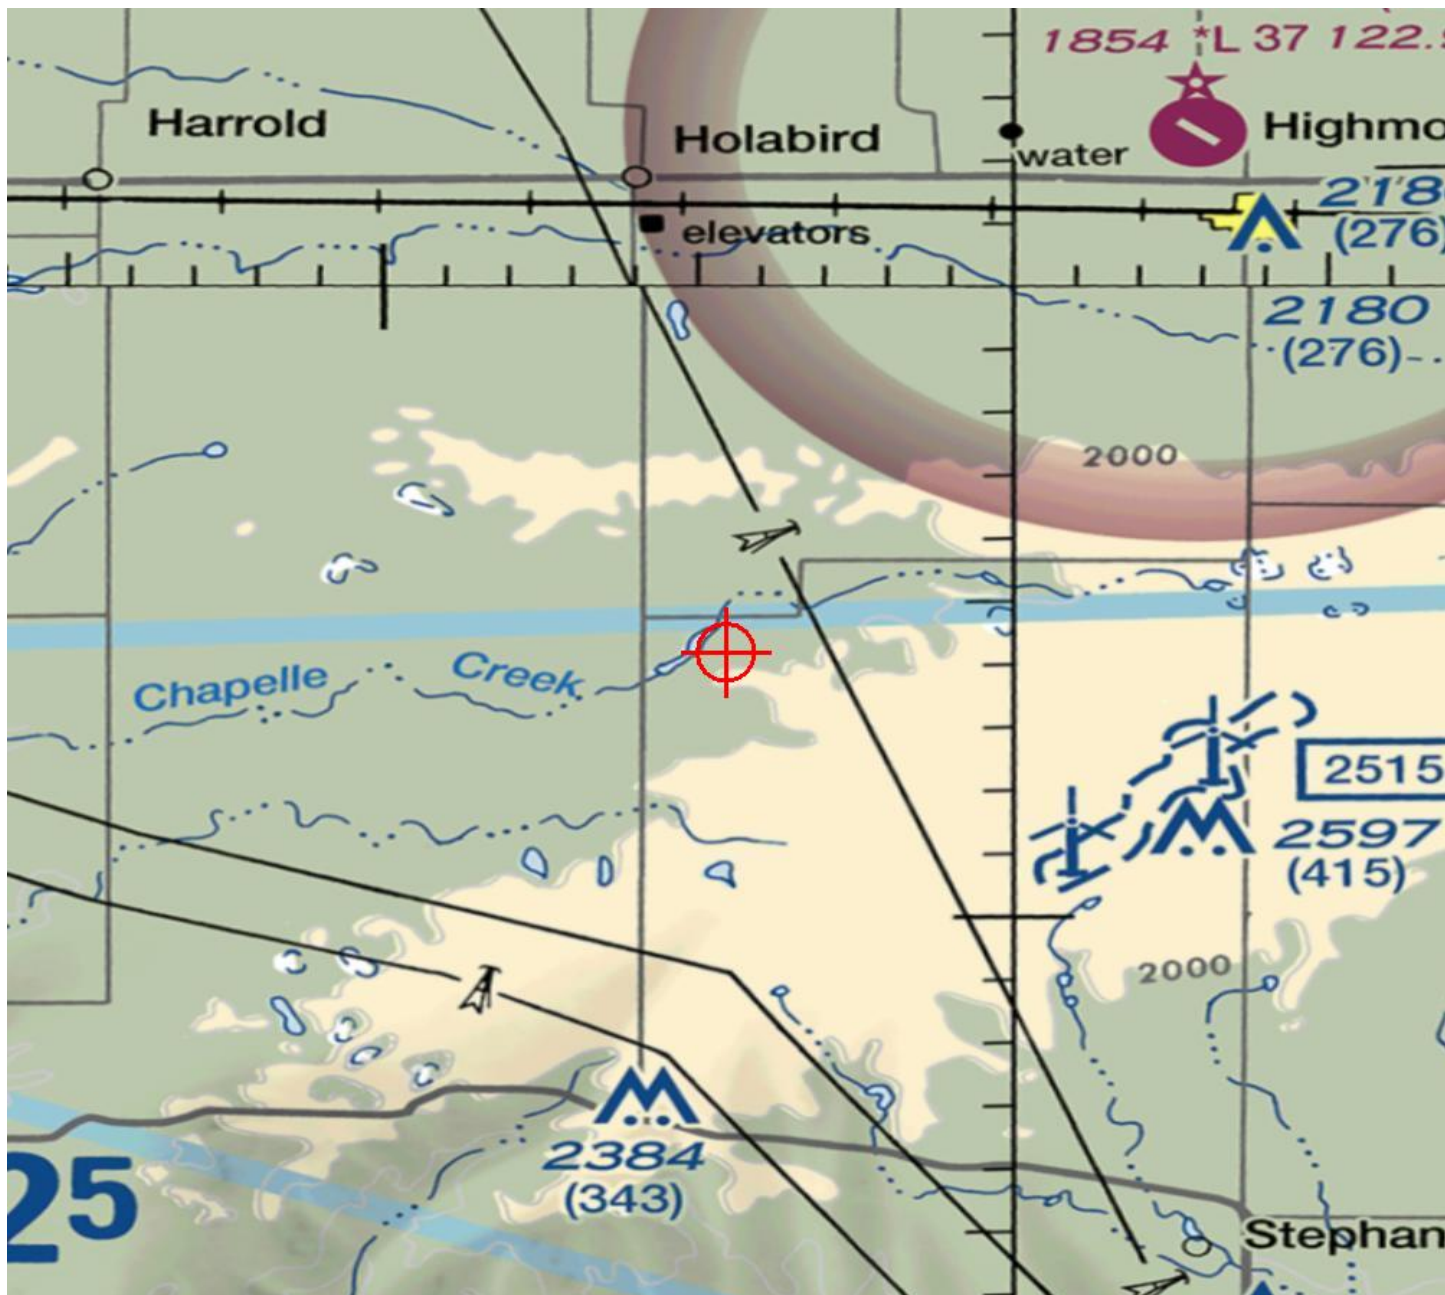 1854 *L 37 122.9
Harrold
Holabird
Highmo
water
218
(276)
elevators
2180
(276)
2000
Chapelle Creek
2515
2597
(415)
2000
2384
(343)
25
Stephan